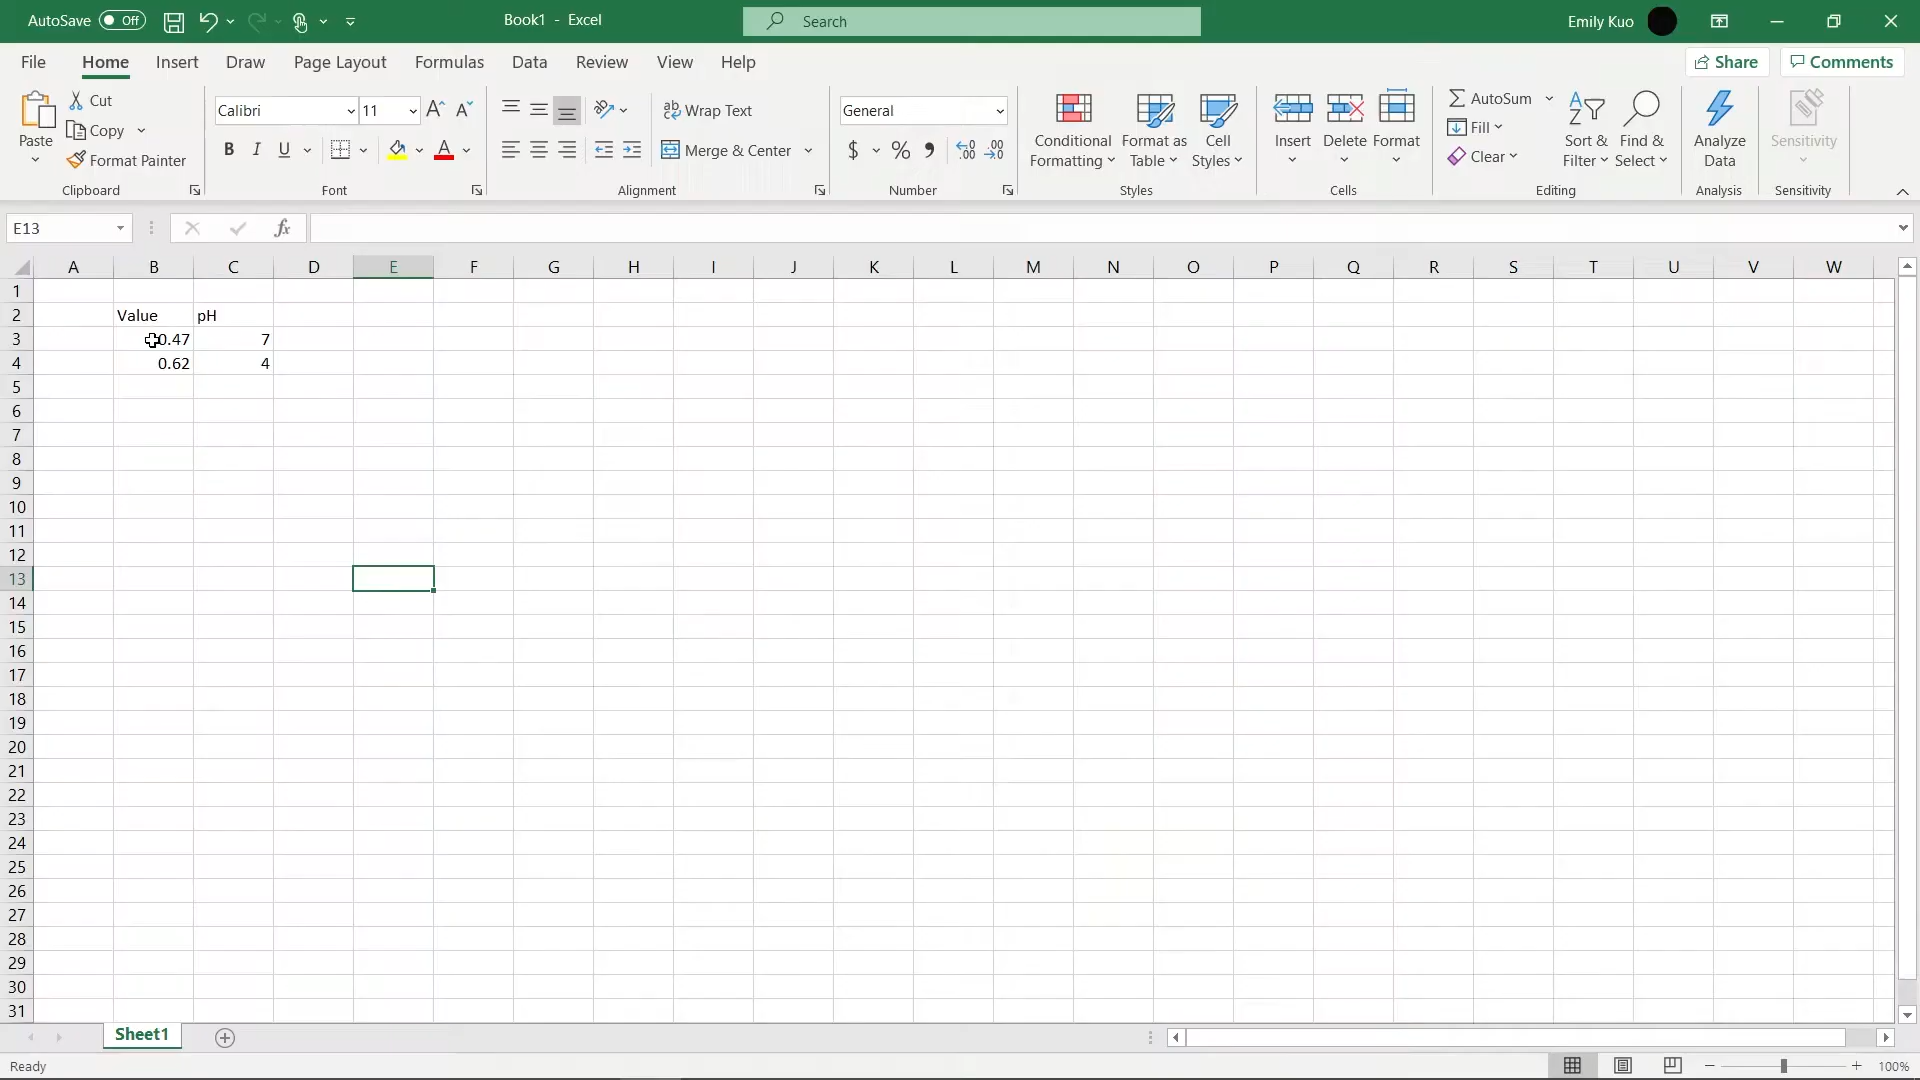 AutoSave Off Book1 - Excel Search Emily Kuo
File Home Insert Draw Page Layout Formulas Data Review View Help Share Comments
Paste
Cut
Copy
Format Painter
Clipboard
Calibri 11
B I U A
Font
Wrap Text
Merge & Center
Alignment
General
$ % 9 .00 .00
Number
Conditional Formatting
Format as Table
Cell Styles
Styles
Insert Delete Format
Cells
AutoSum
Fill
Clear
Sort & Filter
Find & Select
Editing
Analyze Data
Analysis
Sensitivity
Sensitivity
E13 fx
A B C D E F G H I J K L M N O P Q R S T U V W
1
2 Value pH
3 0.47 7
4 0.62 4
5
6
7
8
9
10
11
12
13
14
15
16
17
18
19
20
21
22
23
24
25
26
27
28
29
30
31
Sheet1
Ready 100%